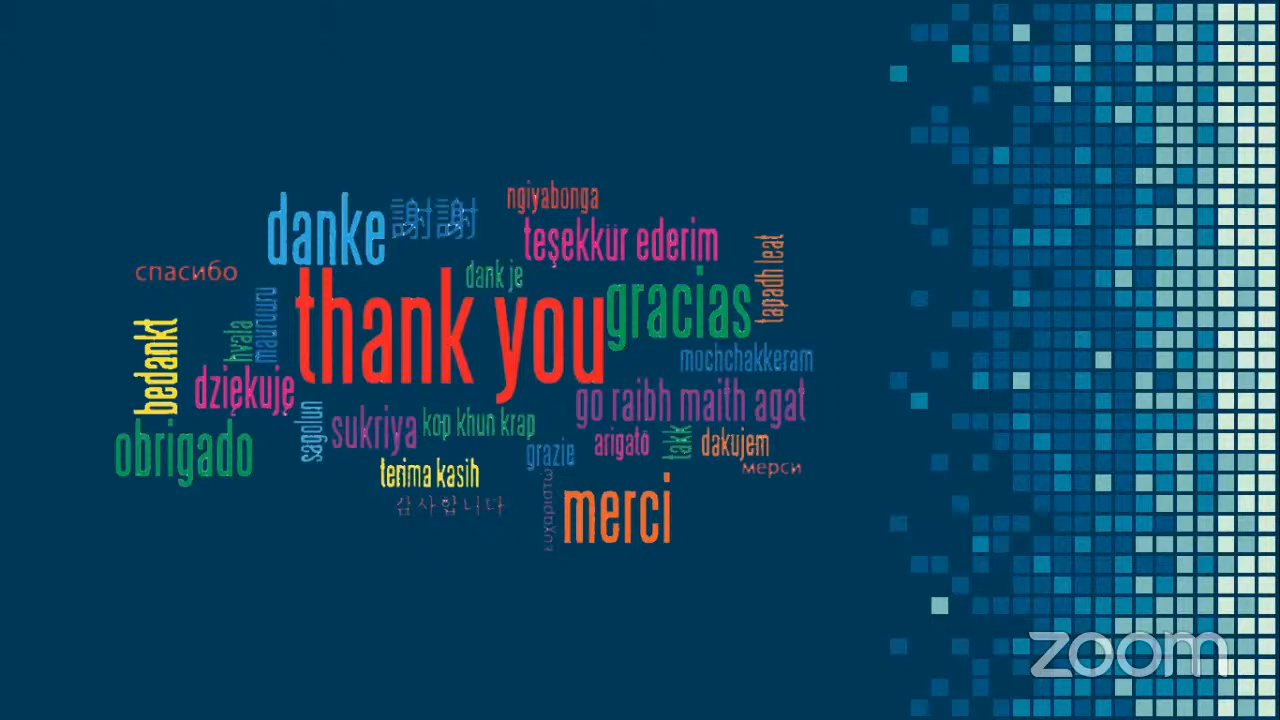 ngiyabonga
danke 謝謝
teşekkür ederim
tapadh leat
спасибо
dank je
thank you
gracias
mauruuru
hvala
bedankt
dziękuję
mochchakkeram
go raibh maith agat
sagolun
sukriya
kop khun krap
obrigado
grazie
arigatō
takk
dakujem
мерси
terima kasih
감사합니다
ευχαριστώ
merci
zoom